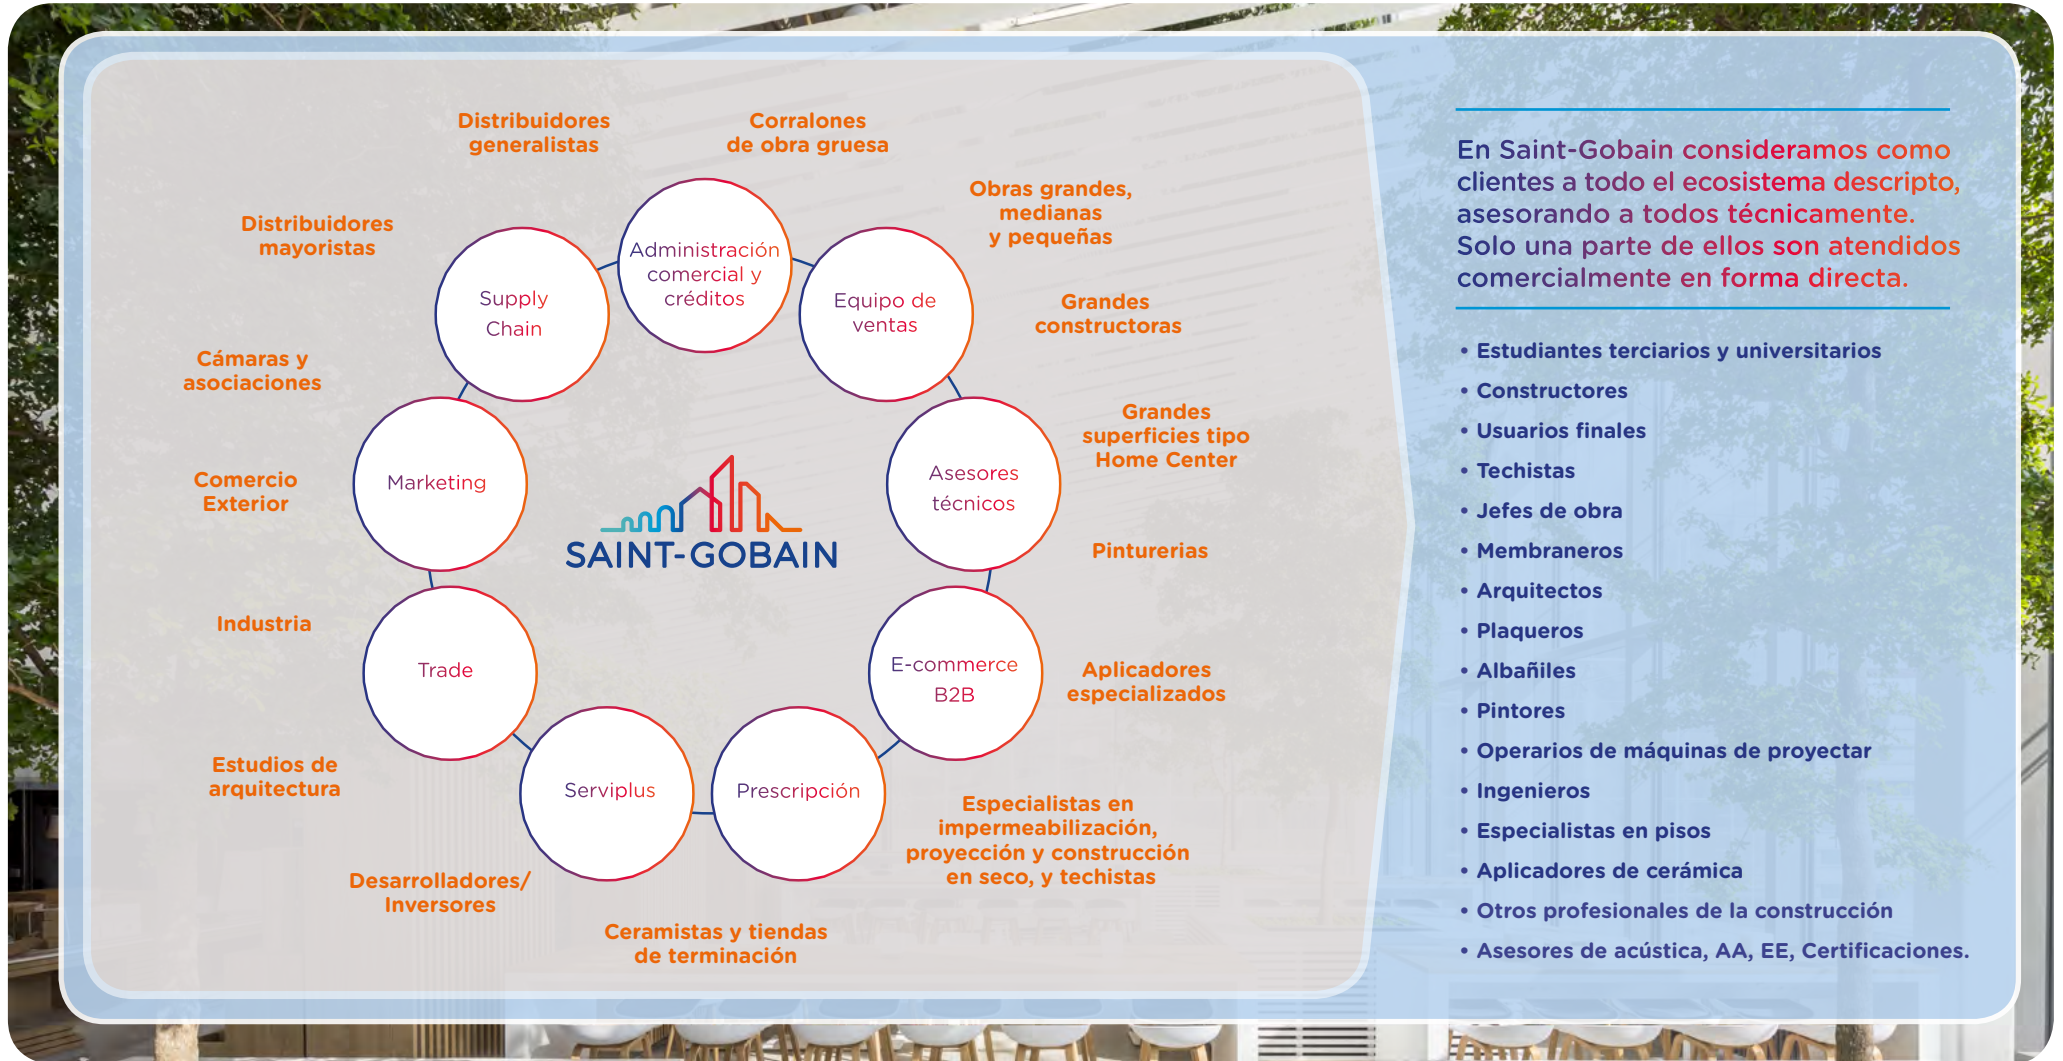 Distribuidores
generalistas
Corralones
de obra gruesa
Obras grandes,
medianas
y pequeñas
Distribuidores
mayoristas
Grandes
constructoras
Cámaras y
asociaciones
Grandes
superficies tipo
Home Center
Comercio
Exterior
Pinturerias
Industria
Aplicadores
especializados
Estudios de
arquitectura
Especialistas en
impermeabilización,
proyección y construcción
en seco, y techistas
Desarrolladores/
Inversores
Ceramistas y tiendas
de terminación
Administración
comercial y
créditos
Supply
Chain
Equipo de
ventas
Marketing
Asesores
técnicos
Trade
E-commerce
B2B
Serviplus
Prescripción
SAINT-GOBAIN
En Saint-Gobain consideramos como
clientes a todo el ecosistema descripto,
asesorando a todos técnicamente.
Solo una parte de ellos son atendidos
comercialmente en forma directa.
• Estudiantes terciarios y universitarios
• Constructores
• Usuarios finales
• Techistas
• Jefes de obra
• Membraneros
• Arquitectos
• Plaqueros
• Albañiles
• Pintores
• Operarios de máquinas de proyectar
• Ingenieros
• Especialistas en pisos
• Aplicadores de cerámica
• Otros profesionales de la construcción
• Asesores de acústica, AA, EE, Certificaciones.